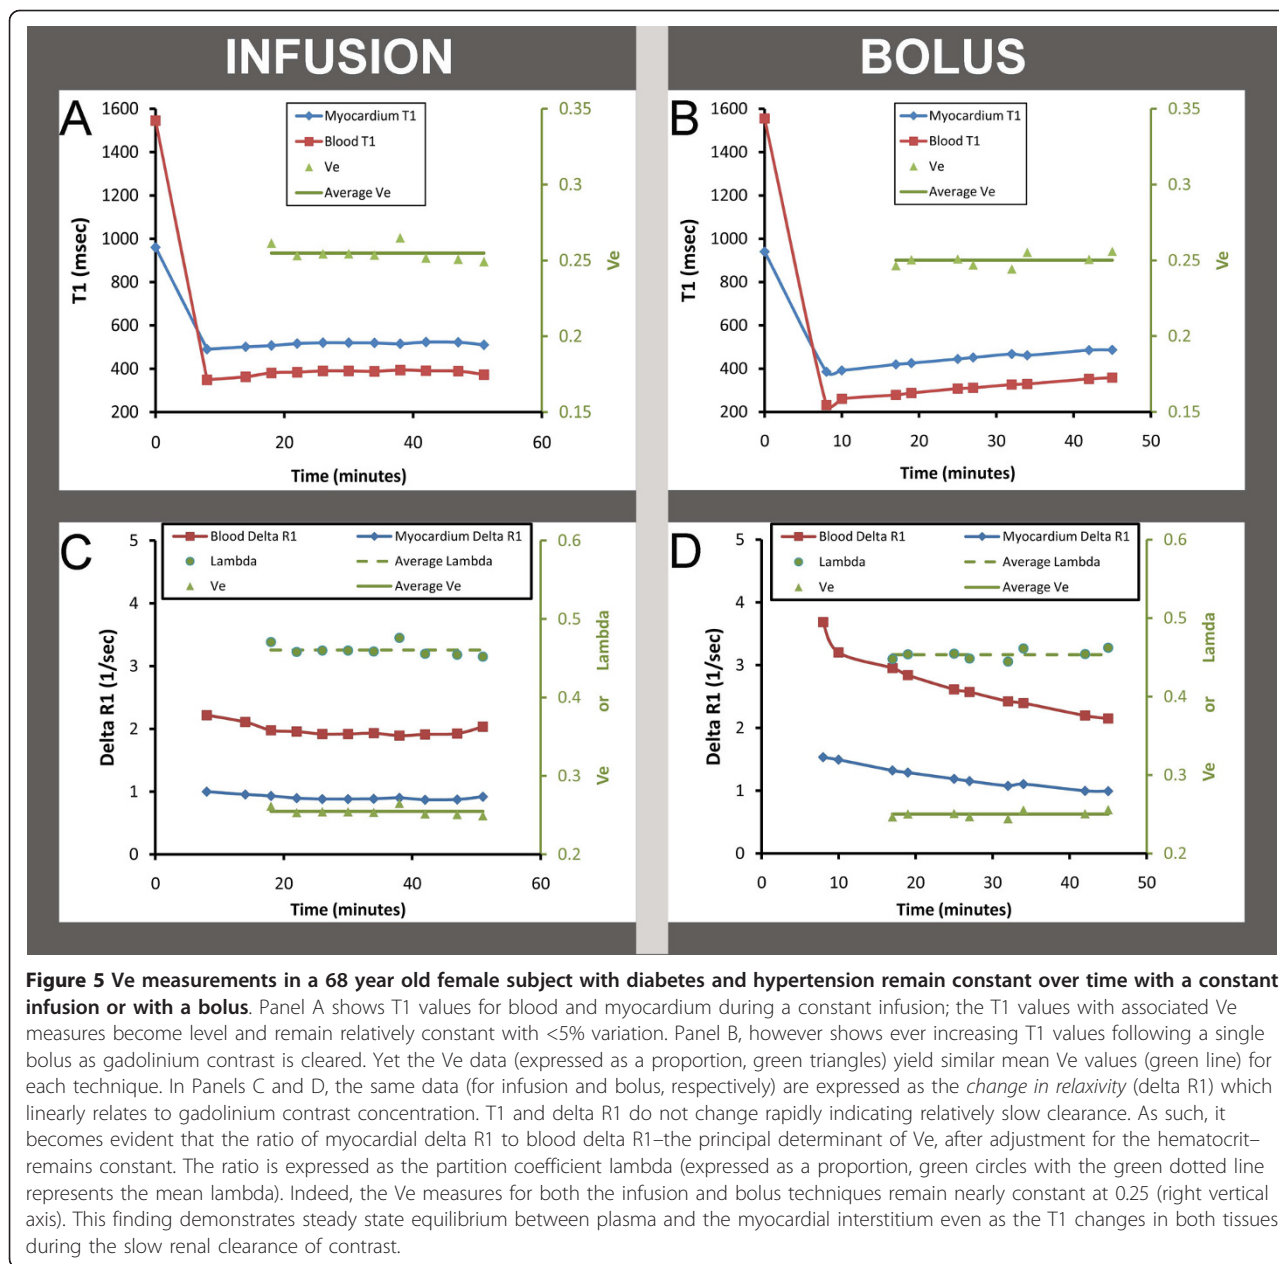 INFUSION
BOLUS
A
1600
1400
1200
1000
800
600
400
200
T1 (msec)
0
20
40
60
Time (minutes)
0.35
0.3
0.25
0.2
0.15
Ve
Myocardium T1
Blood T1
Ve
Average Ve
B
1600
1400
1200
1000
800
600
400
200
T1 (msec)
0
10
20
30
40
50
Time (minutes)
0.35
0.3
0.25
0.2
0.15
Ve
Myocardium T1
Blood T1
Ve
Average Ve
C
Blood Delta R1 Myocardium Delta R1
Lambda Average Lambda
Ve Average Ve
5
4
3
2
1
0
Delta R1 (1/sec)
0
20
40
60
Time (minutes)
0.6
0.5
0.4
0.3
0.2
Ve or Lambda
D
Blood Delta R1 Myocardium Delta R1
Lambda Average Lambda
Ve Average Ve
5
4
3
2
1
0
Delta R1 (1/sec)
0
10
20
30
40
50
Time (minutes)
0.6
0.5
0.4
0.3
0.2
Ve or Lamda
Figure 5 Ve measurements in a 68 year old female subject with diabetes and hypertension remain constant over time with a constant
infusion or with a bolus. Panel A shows T1 values for blood and myocardium during a constant infusion; the T1 values with associated Ve
measures become level and remain relatively constant with <5% variation. Panel B, however shows ever increasing T1 values following a single
bolus as gadolinium contrast is cleared. Yet the Ve data (expressed as a proportion, green triangles) yield similar mean Ve values (green line) for
each technique. In Panels C and D, the same data (for infusion and bolus, respectively) are expressed as the change in relaxivity (delta R1) which
linearly relates to gadolinium contrast concentration. T1 and delta R1 do not change rapidly indicating relatively slow clearance. As such, it
becomes evident that the ratio of myocardial delta R1 to blood delta R1–the principal determinant of Ve, after adjustment for the hematocrit–
remains constant. The ratio is expressed as the partition coefficient lambda (expressed as a proportion, green circles with the green dotted line
represents the mean lambda). Indeed, the Ve measures for both the infusion and bolus techniques remain nearly constant at 0.25 (right vertical
axis). This finding demonstrates steady state equilibrium between plasma and the myocardial interstitium even as the T1 changes in both tissues
during the slow renal clearance of contrast.